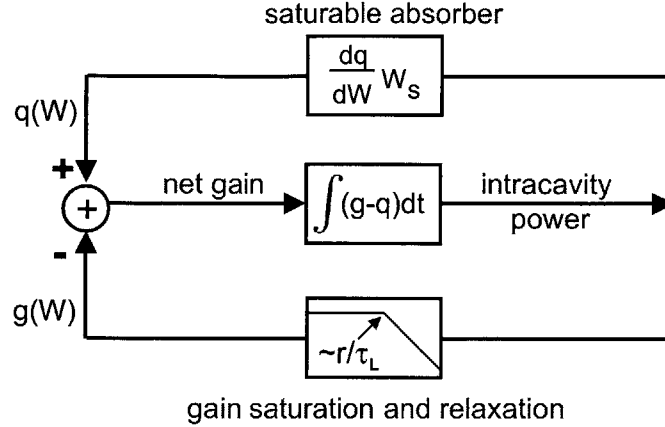 saturable absorber
dq
dW
W_S
q(W)
+
+
net gain
∫(g-q)dt
intracavity
power
-
g(W)
~r/τ_L
gain saturation and relaxation